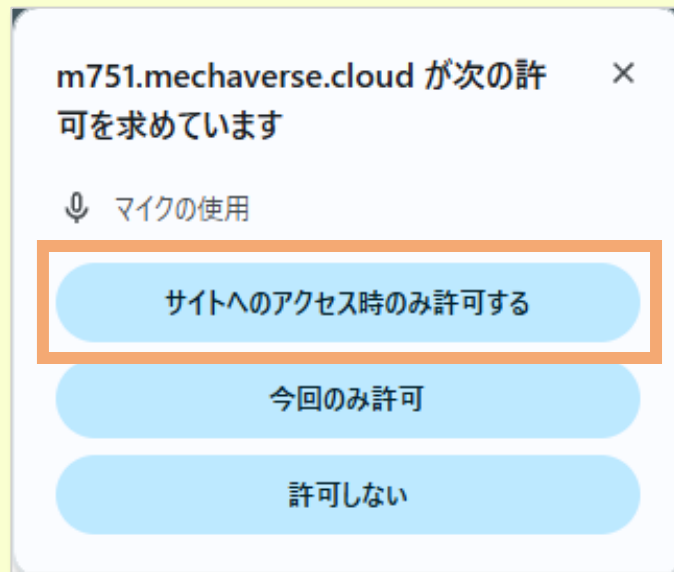 m751.mechaverse.cloud が次の許
可を求めています
マイクの使用
サイトへのアクセス時のみ許可する
今回のみ許可
許可しない